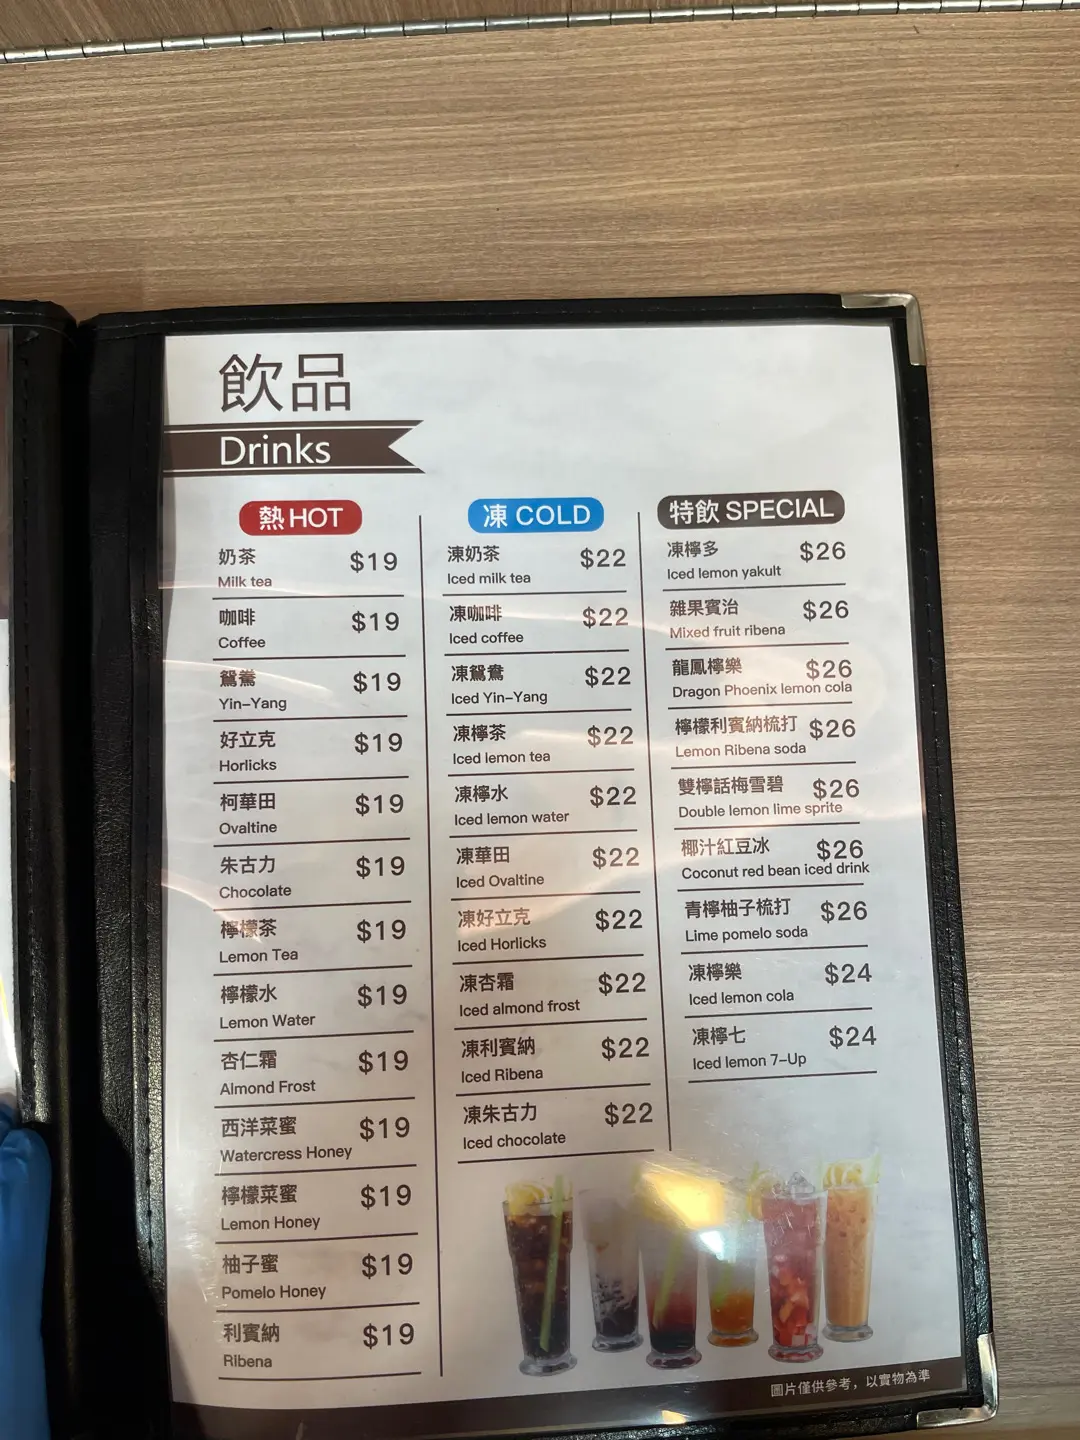 飲品
Drinks
熱 HOT
奶茶 $19
Milk tea
咖啡 $19
Coffee
鴛鴦 $19
Yin-Yang
好立克 $19
Horlicks
柯華田 $19
Ovaltine
朱古力 $19
Chocolate
檸檬茶 $19
Lemon Tea
檸檬水 $19
Lemon Water
杏仁霜 $19
Almond Frost
西洋菜蜜 $19
Watercress Honey
檸檬菜蜜 $19
Lemon Honey
柚子蜜 $19
Pomelo Honey
利賓納 $19
Ribena
凍 COLD
凍奶茶 $22
Iced milk tea
凍咖啡 $22
Iced coffee
凍鴛鴦 $22
Iced Yin-Yang
凍檸茶 $22
Iced lemon tea
凍檸水 $22
Iced lemon water
凍華田 $22
Iced Ovaltine
凍好立克 $22
Iced Horlicks
凍杏霜 $22
Iced almond frost
凍利賓納 $22
Iced Ribena
凍朱古力 $22
Iced chocolate
特飲 SPECIAL
凍檸多 $26
Iced lemon yakult
雜果賓治 $26
Mixed fruit ribena
龍鳳檸樂 $26
Dragon Phoenix lemon cola
檸檬利賓納梳打 $26
Lemon Ribena soda
雙檸話梅雪碧 $26
Double lemon lime sprite
椰汁紅豆冰 $26
Coconut red bean iced drink
青檸柚子梳打 $26
Lime pomelo soda
凍檸樂 $24
Iced lemon cola
凍檸七 $24
Iced lemon 7-Up
圖片僅供參考，以實物為準